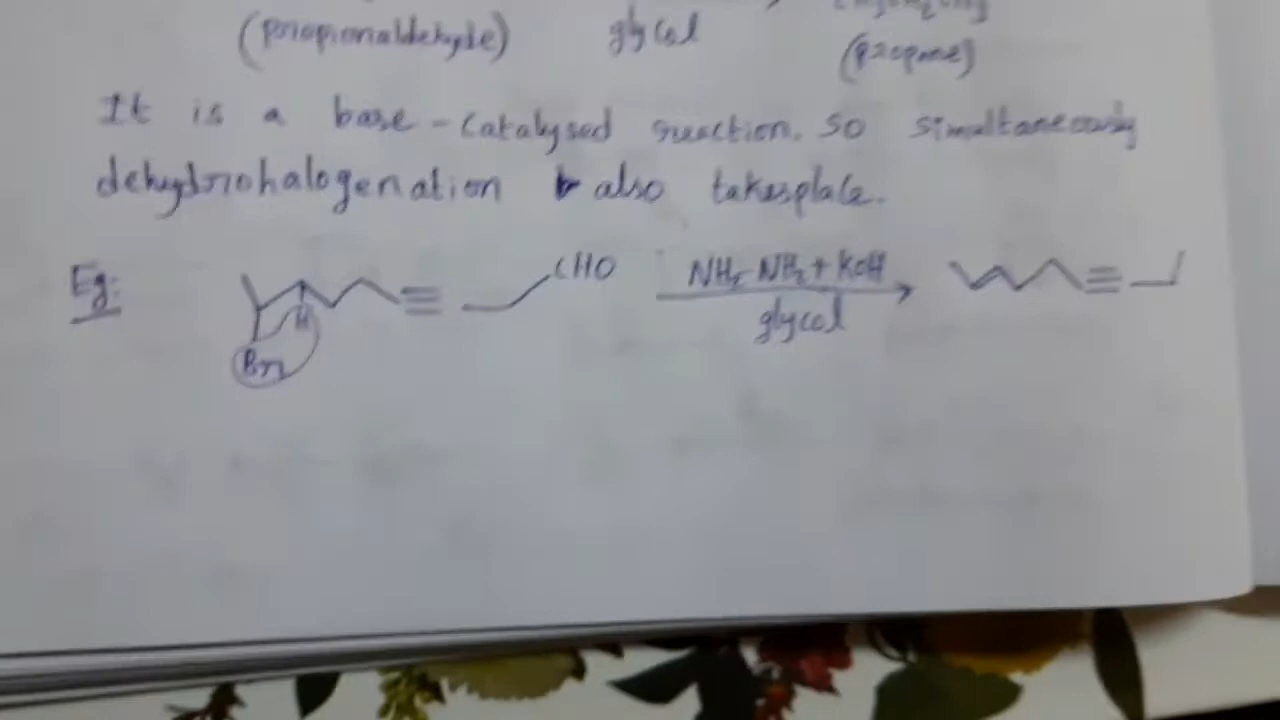 (propionaldehyde) glycol (propane)
It is a base - Catalysed reaction. so simultaneously
dehydrohalogenation also takesplace.
Eg:
H
Br
CHO
NH2-NH2 + KOH
glycol